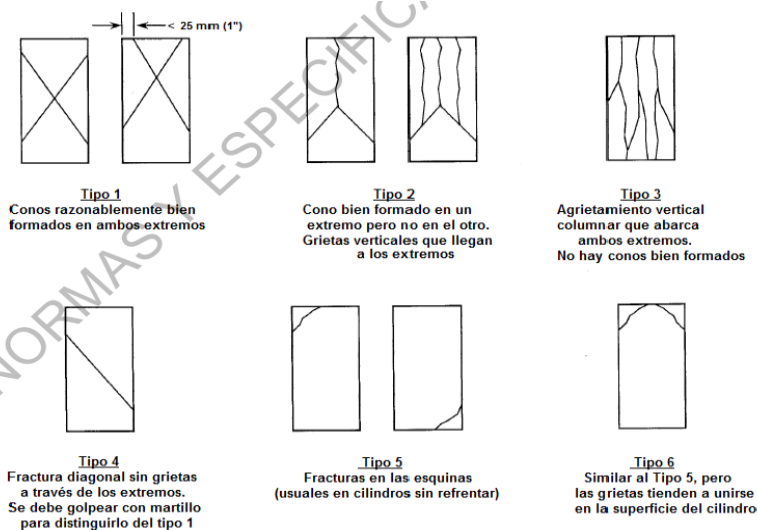 < 25 mm (1")
Tipo 1
Conos razonablemente bien
formados en ambos extremos
Tipo 2
Cono bien formado en un
extremo pero no en el otro.
Grietas verticales que llegan
a los extremos
Tipo 3
Agrietamiento vertical
columnar que abarca
ambos extremos.
No hay conos bien formados
Tipo 4
Fractura diagonal sin grietas
a través de los extremos.
Se debe golpear con martillo
para distinguirlo del tipo 1
Tipo 5
Fracturas en las esquinas
(usuales en cilindros sin refrentar)
Tipo 6
Similar al Tipo 5, pero
las grietas tienden a unirse
en la superficie del cilindro
NORMAS Y ESPECIFICA